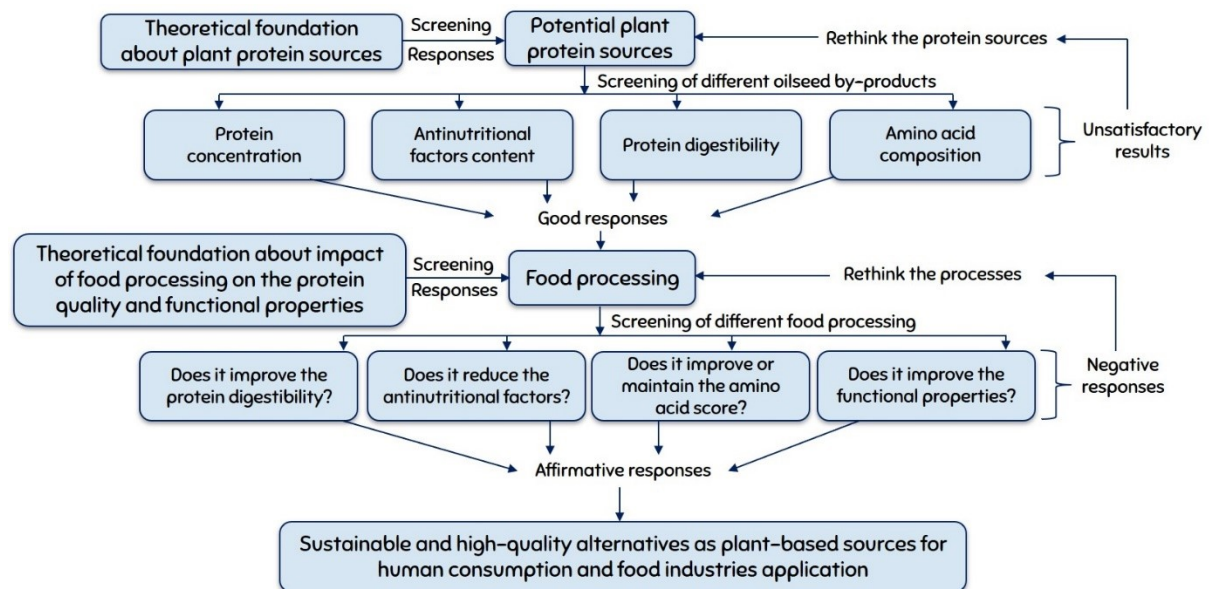 Theoretical foundation
about plant protein sources
Screening
Responses
Potential plant
protein sources
Rethink the protein sources
Screening of different oilseed by-products
Protein
concentration
Antinutritional
factors content
Protein digestibility
Amino acid
composition
Unsatisfactory
results
Good responses
Theoretical foundation about impact
of food processing on the protein
quality and functional properties
Screening
Responses
Food processing
Rethink the processes
Screening of different food processing
Does it improve the
protein digestibility?
Does it reduce the
antinutritional factors?
Does it improve or
maintain the amino
acid score?
Does it improve the
functional properties?
Negative
responses
Affirmative responses
Sustainable and high-quality alternatives as plant-based sources for
human consumption and food industries application